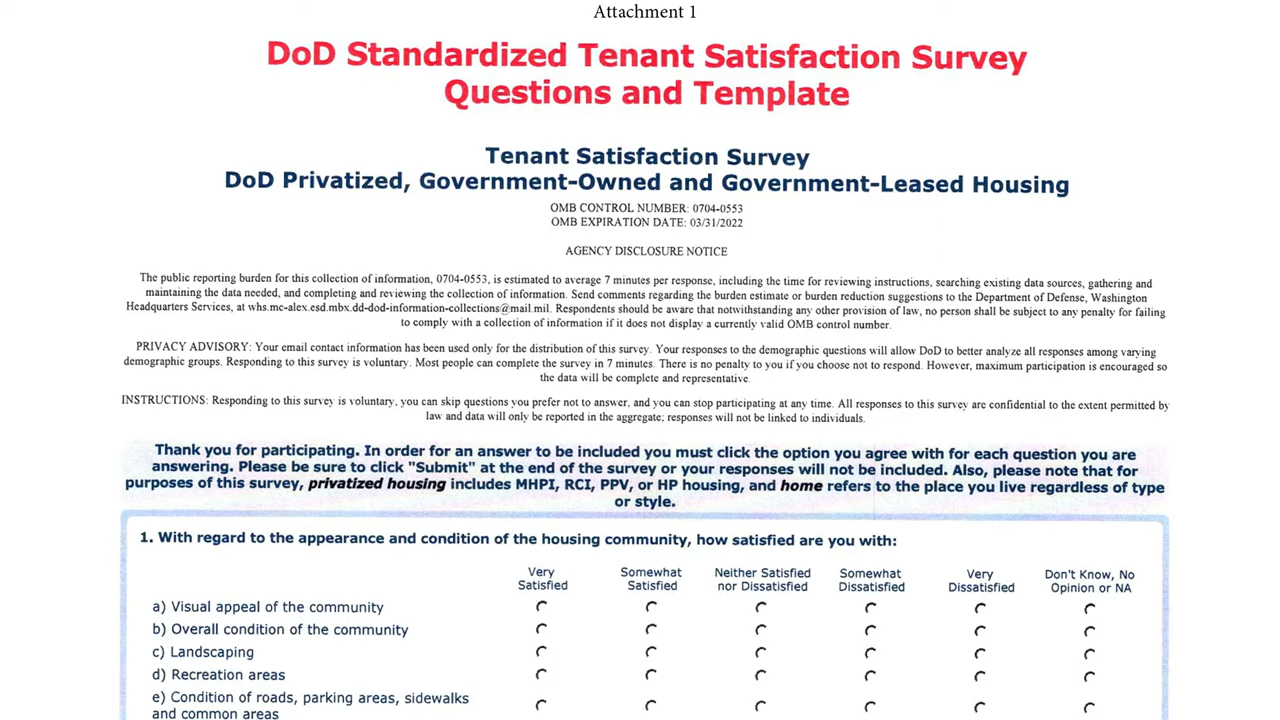 Attachment 1
DoD Standardized Tenant Satisfaction Survey
Questions and Template
Tenant Satisfaction Survey
DoD Privatized, Government-Owned and Government-Leased Housing
OMB CONTROL NUMBER: 0704-0553
OMB EXPIRATION DATE: 03/31/2022
AGENCY DISCLOSURE NOTICE
The public reporting burden for this collection of information, 0704-0553, is estimated to average 7 minutes per response, including the time for reviewing instructions, searching existing data sources, gathering and
maintaining the data needed, and completing and reviewing the collection of information. Send comments regarding the burden estimate or burden reduction suggestions to the Department of Defense, Washington
Headquarters Services, at whs.mc-alex.esd.mbx.dd-dod-information-collections@mail.mil. Respondents should be aware that notwithstanding any other provision of law, no person shall be subject to any penalty for failing
to comply with a collection of information if it does not display a currently valid OMB control number.
PRIVACY ADVISORY: Your email contact information has been used only for the distribution of this survey. Your responses to the demographic questions will allow DoD to better analyze all responses among varying
demographic groups. Responding to this survey is voluntary. Most people can complete the survey in 7 minutes. There is no penalty to you if you choose not to respond. However, maximum participation is encouraged so
the data will be complete and representative.
INSTRUCTIONS: Responding to this survey is voluntary, you can skip questions you prefer not to answer, and you can stop participating at any time. All responses to this survey are confidential to the extent permitted by
law and data will only be reported in the aggregate; responses will not be linked to individuals.
Thank you for participating. In order for an answer to be included you must click the option you agree with for each question you are
answering. Please be sure to click "Submit" at the end of the survey or your responses will not be included. Also, please note that for
purposes of this survey, privatized housing includes MHPI, RCI, PPV, or HP housing, and home refers to the place you live regardless of type
or style.
1. With regard to the appearance and condition of the housing community, how satisfied are you with:
Very Satisfied Somewhat Satisfied Neither Satisfied nor Dissatisfied Somewhat Dissatisfied Very Dissatisfied Don't Know, No Opinion or NA
a) Visual appeal of the community
b) Overall condition of the community
c) Landscaping
d) Recreation areas
e) Condition of roads, parking areas, sidewalks
and common areas